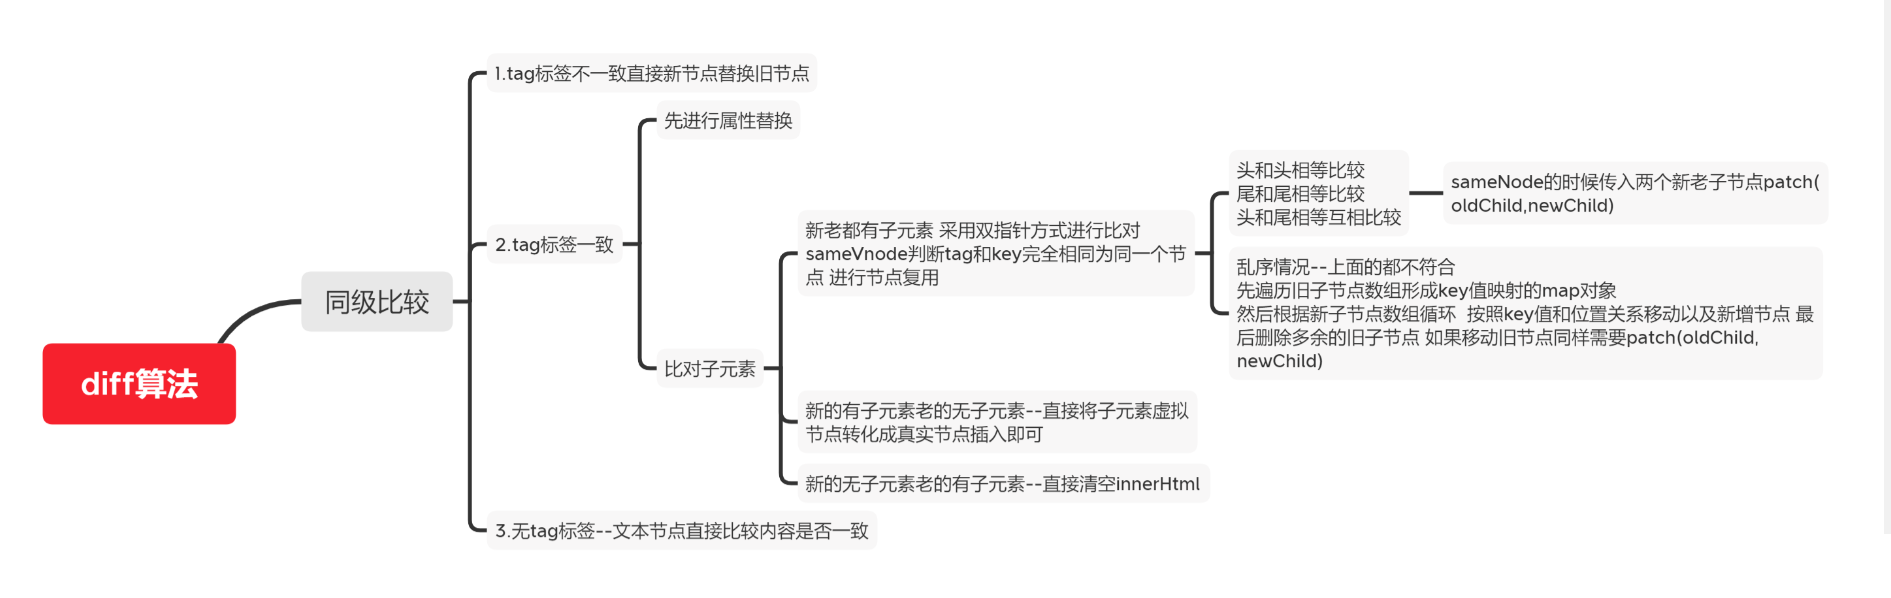 diff算法
同级比较
1.tag标签不一致直接新节点替换旧节点
2.tag标签一致
先进行属性替换
比对子元素
新老都有子元素 采用双指针方式进行比对
sameVnode判断tag和key完全相同为同一个节
点 进行节点复用
头和头相等比较
尾和尾相等比较
头和尾相等互相比较
sameNode的时候传入两个新老子节点patch(
oldChild,newChild)
乱序情况--上面的都不符合
先遍历旧子节点数组形成key值映射的map对象
然后根据新子节点数组循环  按照key值和位置关系移动以及新增节点 最
后删除多余的旧子节点 如果移动旧节点同样需要patch(oldChild,
newChild)
新的有子元素老的无子元素--直接将子元素虚拟
节点转化成真实节点插入即可
新的无子元素老的有子元素--直接清空innerHtml
3.无tag标签--文本节点直接比较内容是否一致